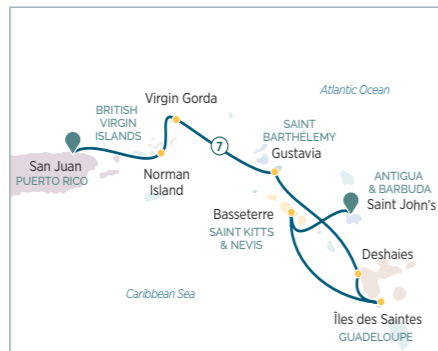 Atlantic Ocean
Virgin Gorda
BRITISH
VIRGIN
ISLANDS
7
SAINT
BARTHÉLEMY
Gustavia
San Juan
PUERTO RICO
Norman
Island
ANTIGUA
& BARBUDA
Saint John's
Basseterre
SAINT KITTS
& NEVIS
Deshaies
Caribbean Sea
Îles des Saintes
GUADELOUPE